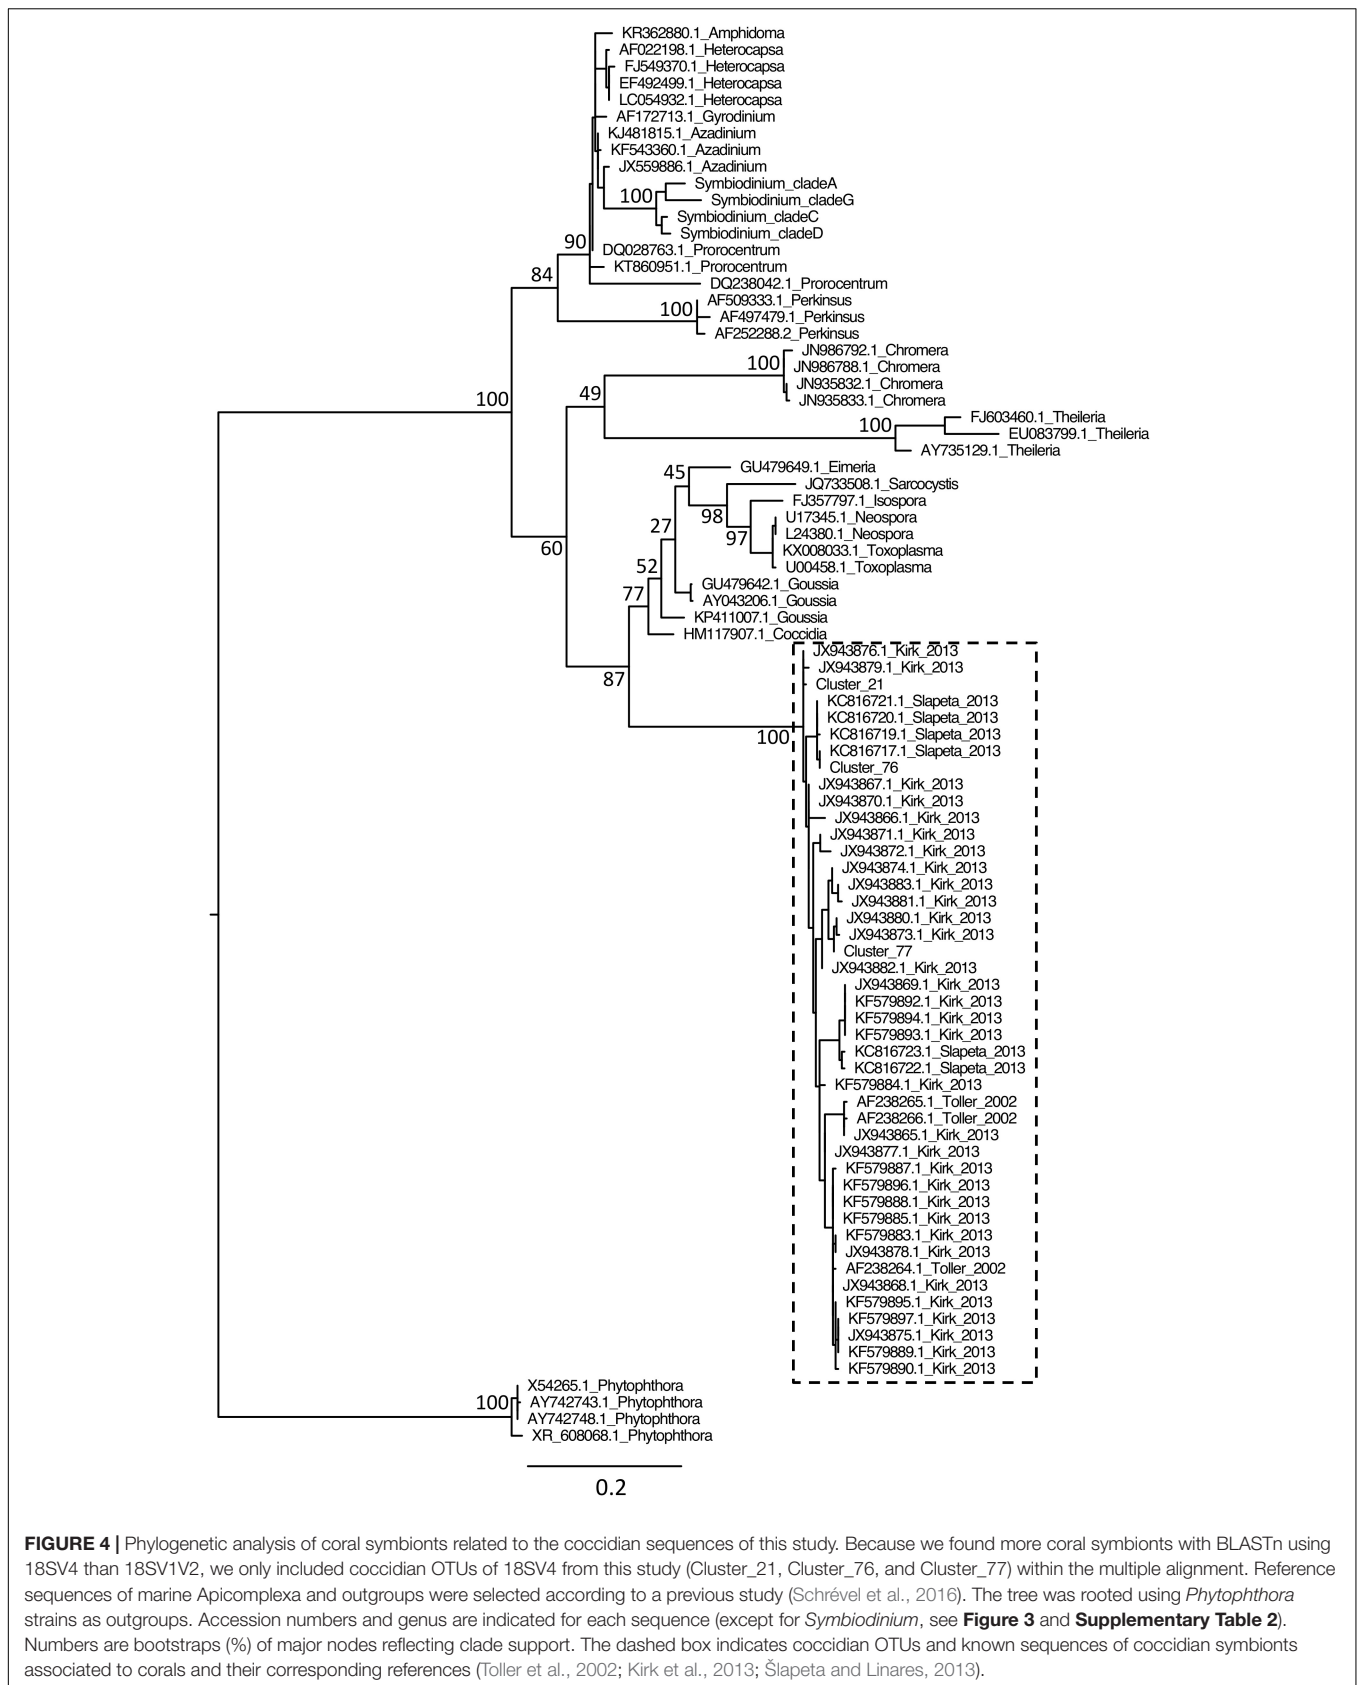 KR362880.1_Amphidoma
AF022198.1_Heterocapsa
FJ549370.1_Heterocapsa
EF492499.1_Heterocapsa
LC054932.1_Heterocapsa
AF172713.1_Gyrodinium
KJ481815.1_Azadinium
KF543360.1_Azadinium
JX559886.1_Azadinium
Symbiodinium_cladeA
100
Symbiodinium_cladeG
Symbiodinium_cladeC
Symbiodinium_cladeD
90
DQ028763.1_Prorocentrum
KT860951.1_Prorocentrum
84
DQ238042.1_Prorocentrum
AF509333.1_Perkinsus
100
AF497479.1_Perkinsus
AF252288.2_Perkinsus
JN986792.1_Chromera
100
JN986788.1_Chromera
JN935832.1_Chromera
49
JN935833.1_Chromera
100
FJ603460.1_Theileria
100
EU083799.1_Theileria
AY735129.1_Theileria
45
GU479649.1_Eimeria
JQ733508.1_Sarcocystis
FJ357797.1_Isospora
98
U17345.1_Neospora
27
L24380.1_Neospora
97
KX008033.1_Toxoplasma
60
U00458.1_Toxoplasma
52
GU479642.1_Goussia
77
AY043206.1_Goussia
KP411007.1_Goussia
HM117907.1_Coccidia
JX943876.1_Kirk_2013
JX943879.1_Kirk_2013
87
Cluster_21
KC816721.1_Slapeta_2013
KC816720.1_Slapeta_2013
100
KC816719.1_Slapeta_2013
KC816717.1_Slapeta_2013
Cluster_76
JX943867.1_Kirk_2013
JX943870.1_Kirk_2013
JX943866.1_Kirk_2013
JX943871.1_Kirk_2013
JX943872.1_Kirk_2013
JX943874.1_Kirk_2013
JX943883.1_Kirk_2013
JX943881.1_Kirk_2013
JX943880.1_Kirk_2013
JX943873.1_Kirk_2013
Cluster_77
JX943882.1_Kirk_2013
JX943869.1_Kirk_2013
KF579892.1_Kirk_2013
KF579894.1_Kirk_2013
KF579893.1_Kirk_2013
KC816723.1_Slapeta_2013
KC816722.1_Slapeta_2013
KF579884.1_Kirk_2013
AF238265.1_Toller_2002
AF238266.1_Toller_2002
JX943865.1_Kirk_2013
JX943877.1_Kirk_2013
KF579887.1_Kirk_2013
KF579896.1_Kirk_2013
KF579888.1_Kirk_2013
KF579885.1_Kirk_2013
KF579883.1_Kirk_2013
JX943878.1_Kirk_2013
AF238264.1_Toller_2002
JX943868.1_Kirk_2013
KF579895.1_Kirk_2013
KF579897.1_Kirk_2013
JX943875.1_Kirk_2013
KF579889.1_Kirk_2013
KF579890.1_Kirk_2013
X54265.1_Phytophthora
100
AY742743.1_Phytophthora
AY742748.1_Phytophthora
XR_608068.1_Phytophthora
0.2
FIGURE 4 | Phylogenetic analysis of coral symbionts related to the coccidian sequences of this study. Because we found more coral symbionts with BLASTn using
18SV4 than 18SV1V2, we only included coccidian OTUs of 18SV4 from this study (Cluster_21, Cluster_76, and Cluster_77) within the multiple alignment. Reference
sequences of marine Apicomplexa and outgroups were selected according to a previous study (Schrével et al., 2016). The tree was rooted using Phytophthora
strains as outgroups. Accession numbers and genus are indicated for each sequence (except for Symbiodinium, see Figure 3 and Supplementary Table 2).
Numbers are bootstraps (%) of major nodes reflecting clade support. The dashed box indicates coccidian OTUs and known sequences of coccidian symbionts
associated to corals and their corresponding references (Toller et al., 2002; Kirk et al., 2013; Šlapeta and Linares, 2013).